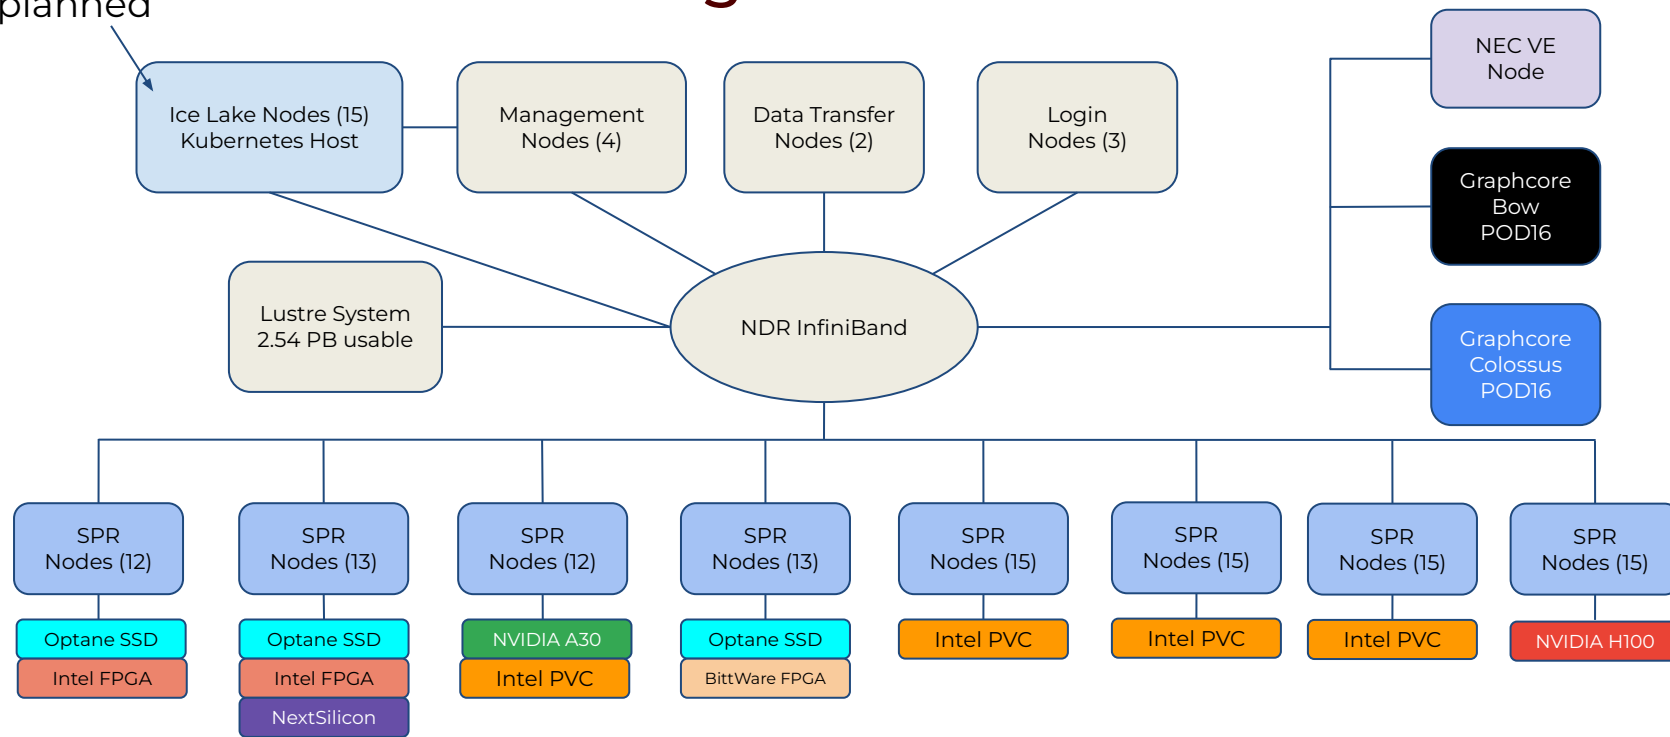 planned
Ice Lake Nodes (15)
Kubernetes Host
Management
Nodes (4)
Data Transfer
Nodes (2)
Login
Nodes (3)
NEC VE
Node
Graphcore
Bow
POD16
Graphcore
Colossus
POD16
Lustre System
2.54 PB usable
NDR InfiniBand
SPR
Nodes (12)
Optane SSD
Intel FPGA
SPR
Nodes (13)
Optane SSD
Intel FPGA
NextSilicon
SPR
Nodes (12)
NVIDIA A30
Intel PVC
SPR
Nodes (13)
Optane SSD
BittWare FPGA
SPR
Nodes (15)
Intel PVC
SPR
Nodes (15)
Intel PVC
SPR
Nodes (15)
Intel PVC
SPR
Nodes (15)
NVIDIA H100